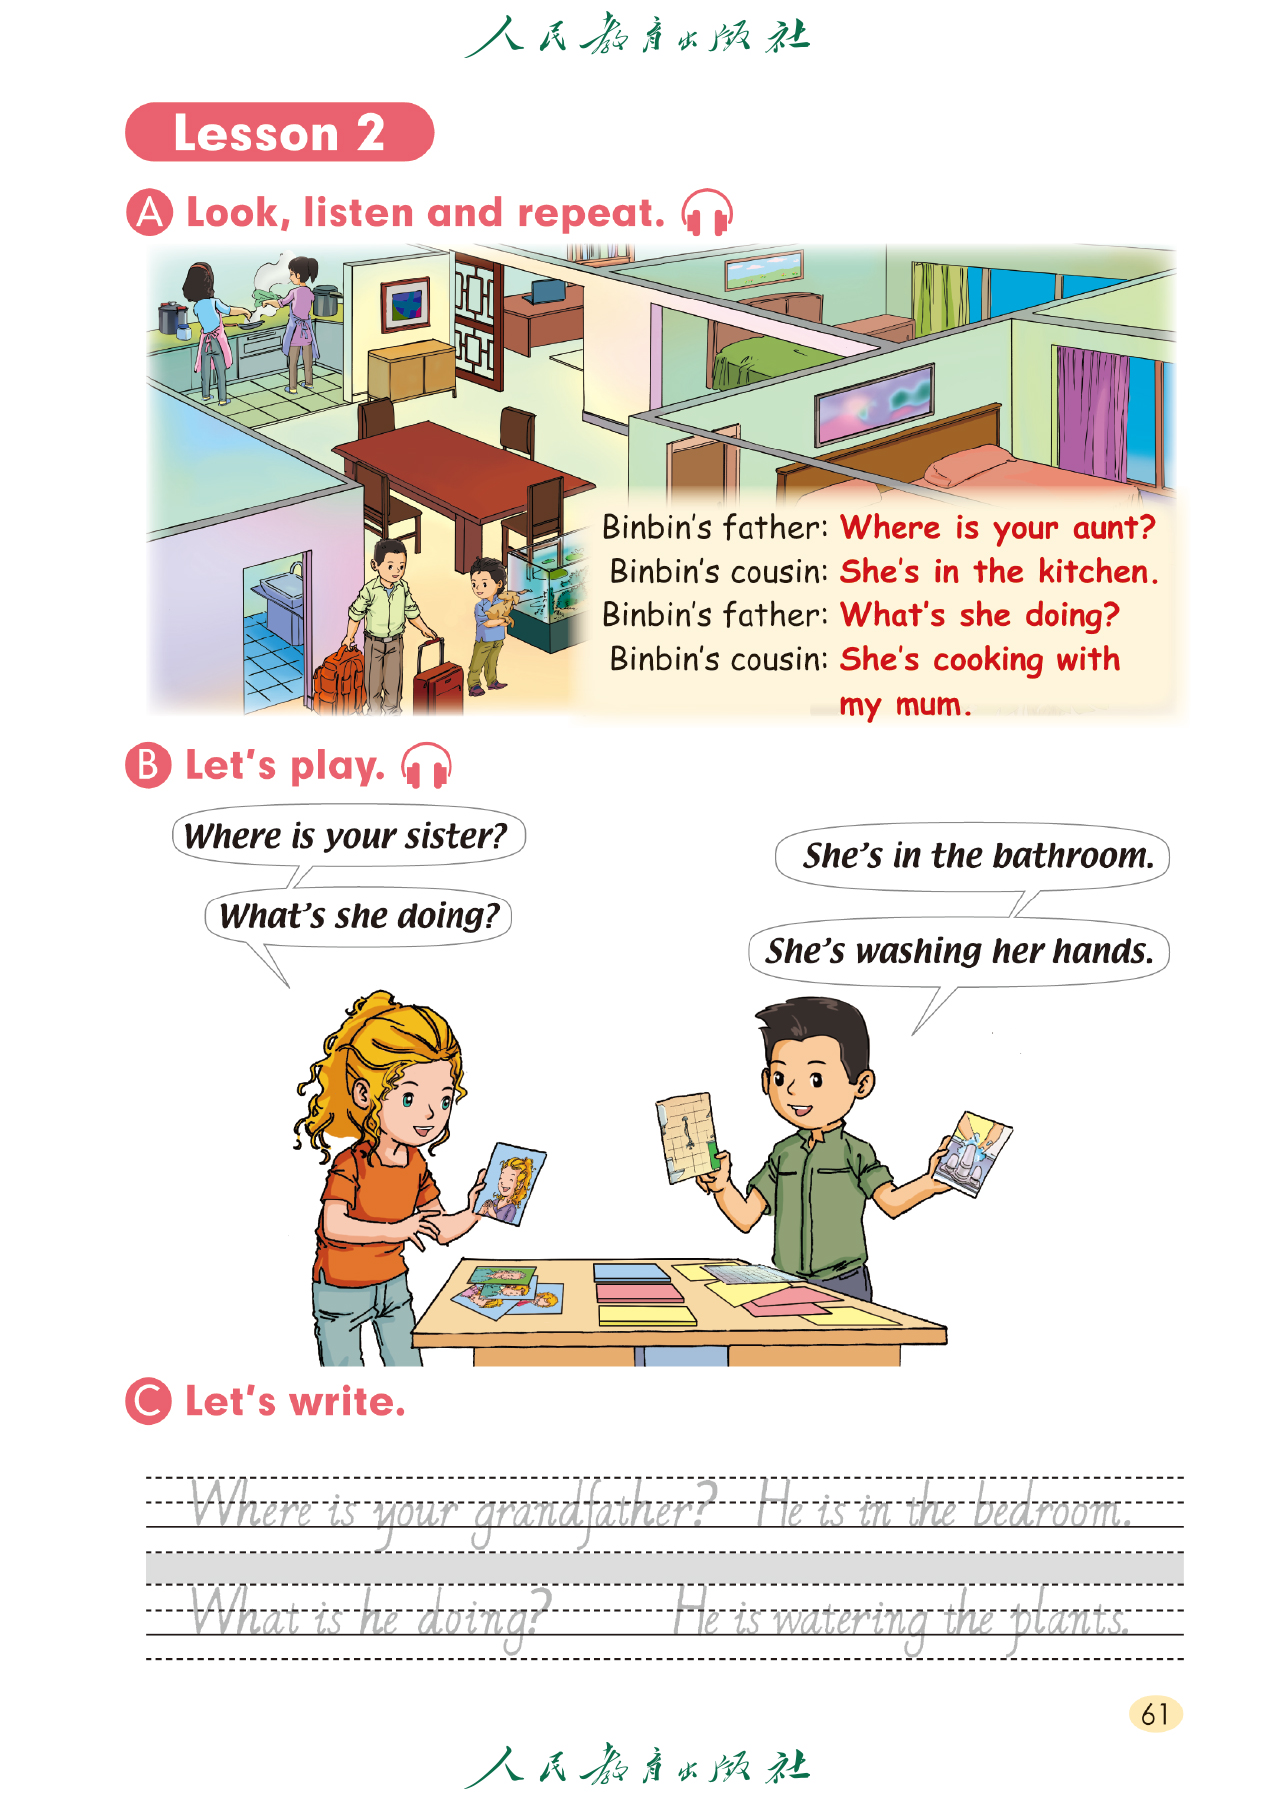 人民教育出版社
Lesson 2
A Look, listen and repeat.
Binbin's father: Where is your aunt?
Binbin's cousin: She's in the kitchen.
Binbin's father: What's she doing?
Binbin's cousin: She's cooking with
my mum.
B Let's play.
Where is your sister?
What's she doing?
She's in the bathroom.
She's washing her hands.
C Let's write.
Where is your grandfather? He is in the bedroom.
What is he doing? He is watering the plants.
61
人民教育出版社